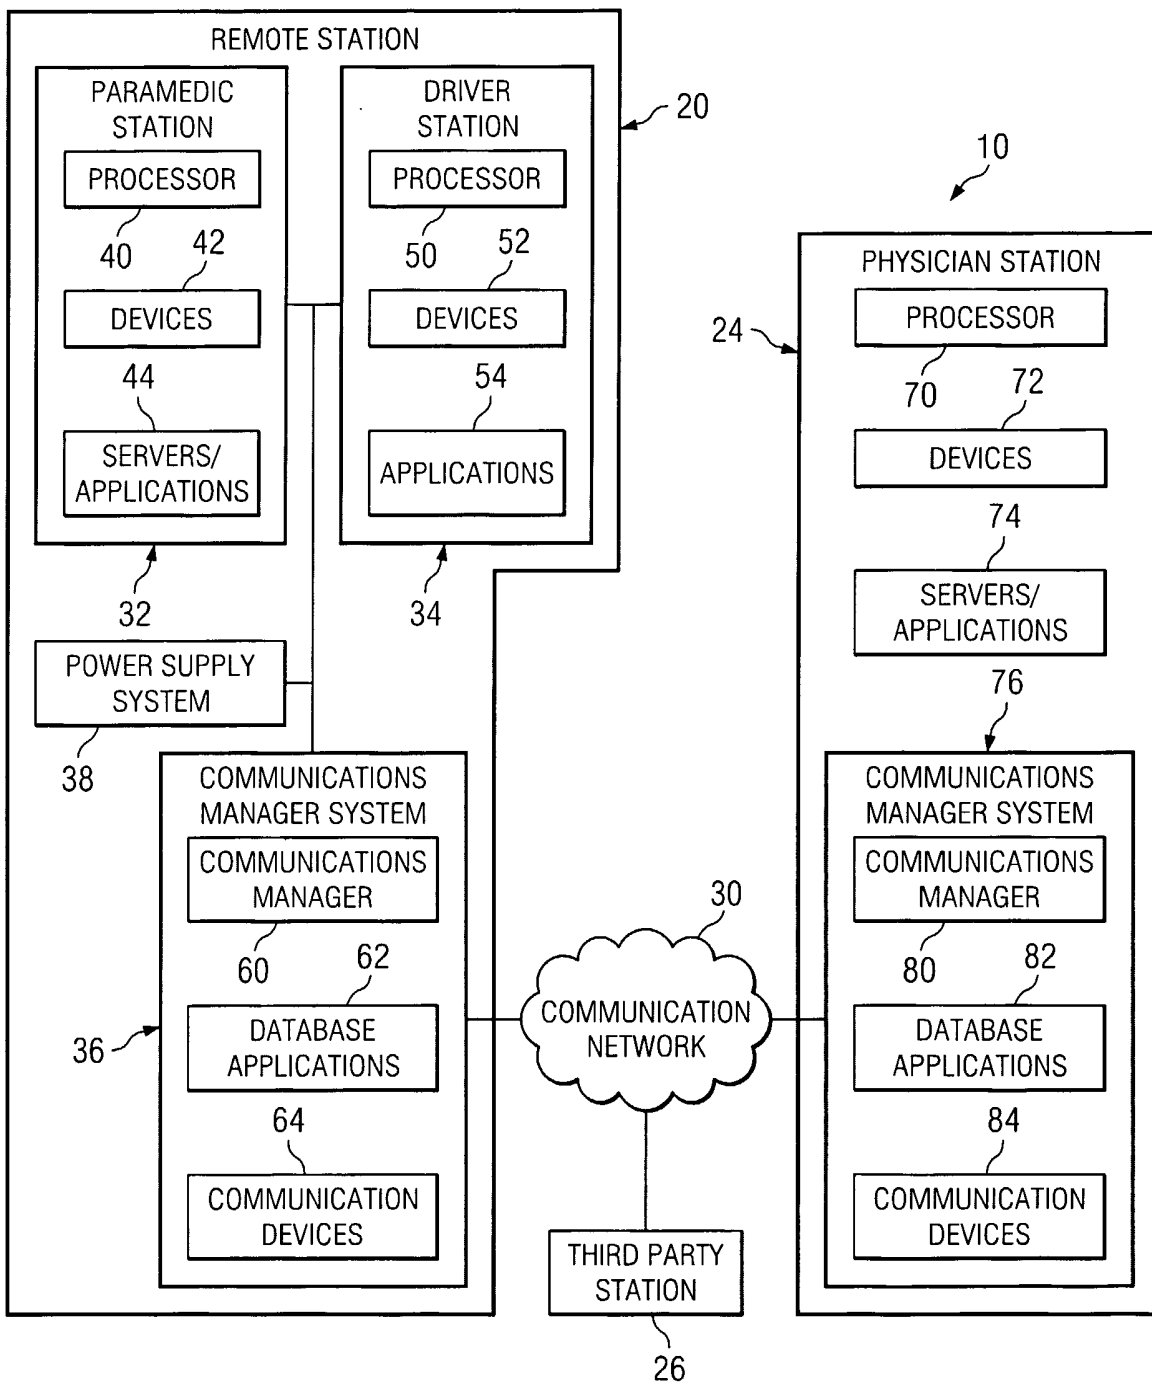 REMOTE STATION
PARAMEDIC
STATION
PROCESSOR
40
42
DEVICES
44
SERVERS/
APPLICATIONS
32
DRIVER
STATION
PROCESSOR
50
52
DEVICES
54
APPLICATIONS
34
20
POWER SUPPLY
SYSTEM
38
COMMUNICATIONS
MANAGER SYSTEM
COMMUNICATIONS
MANAGER
60
62
DATABASE
APPLICATIONS
64
COMMUNICATION
DEVICES
36
30
COMMUNICATION
NETWORK
THIRD PARTY
STATION
26
10
24
PHYSICIAN STATION
PROCESSOR
70
72
DEVICES
74
SERVERS/
APPLICATIONS
76
COMMUNICATIONS
MANAGER SYSTEM
COMMUNICATIONS
MANAGER
80
82
DATABASE
APPLICATIONS
84
COMMUNICATION
DEVICES